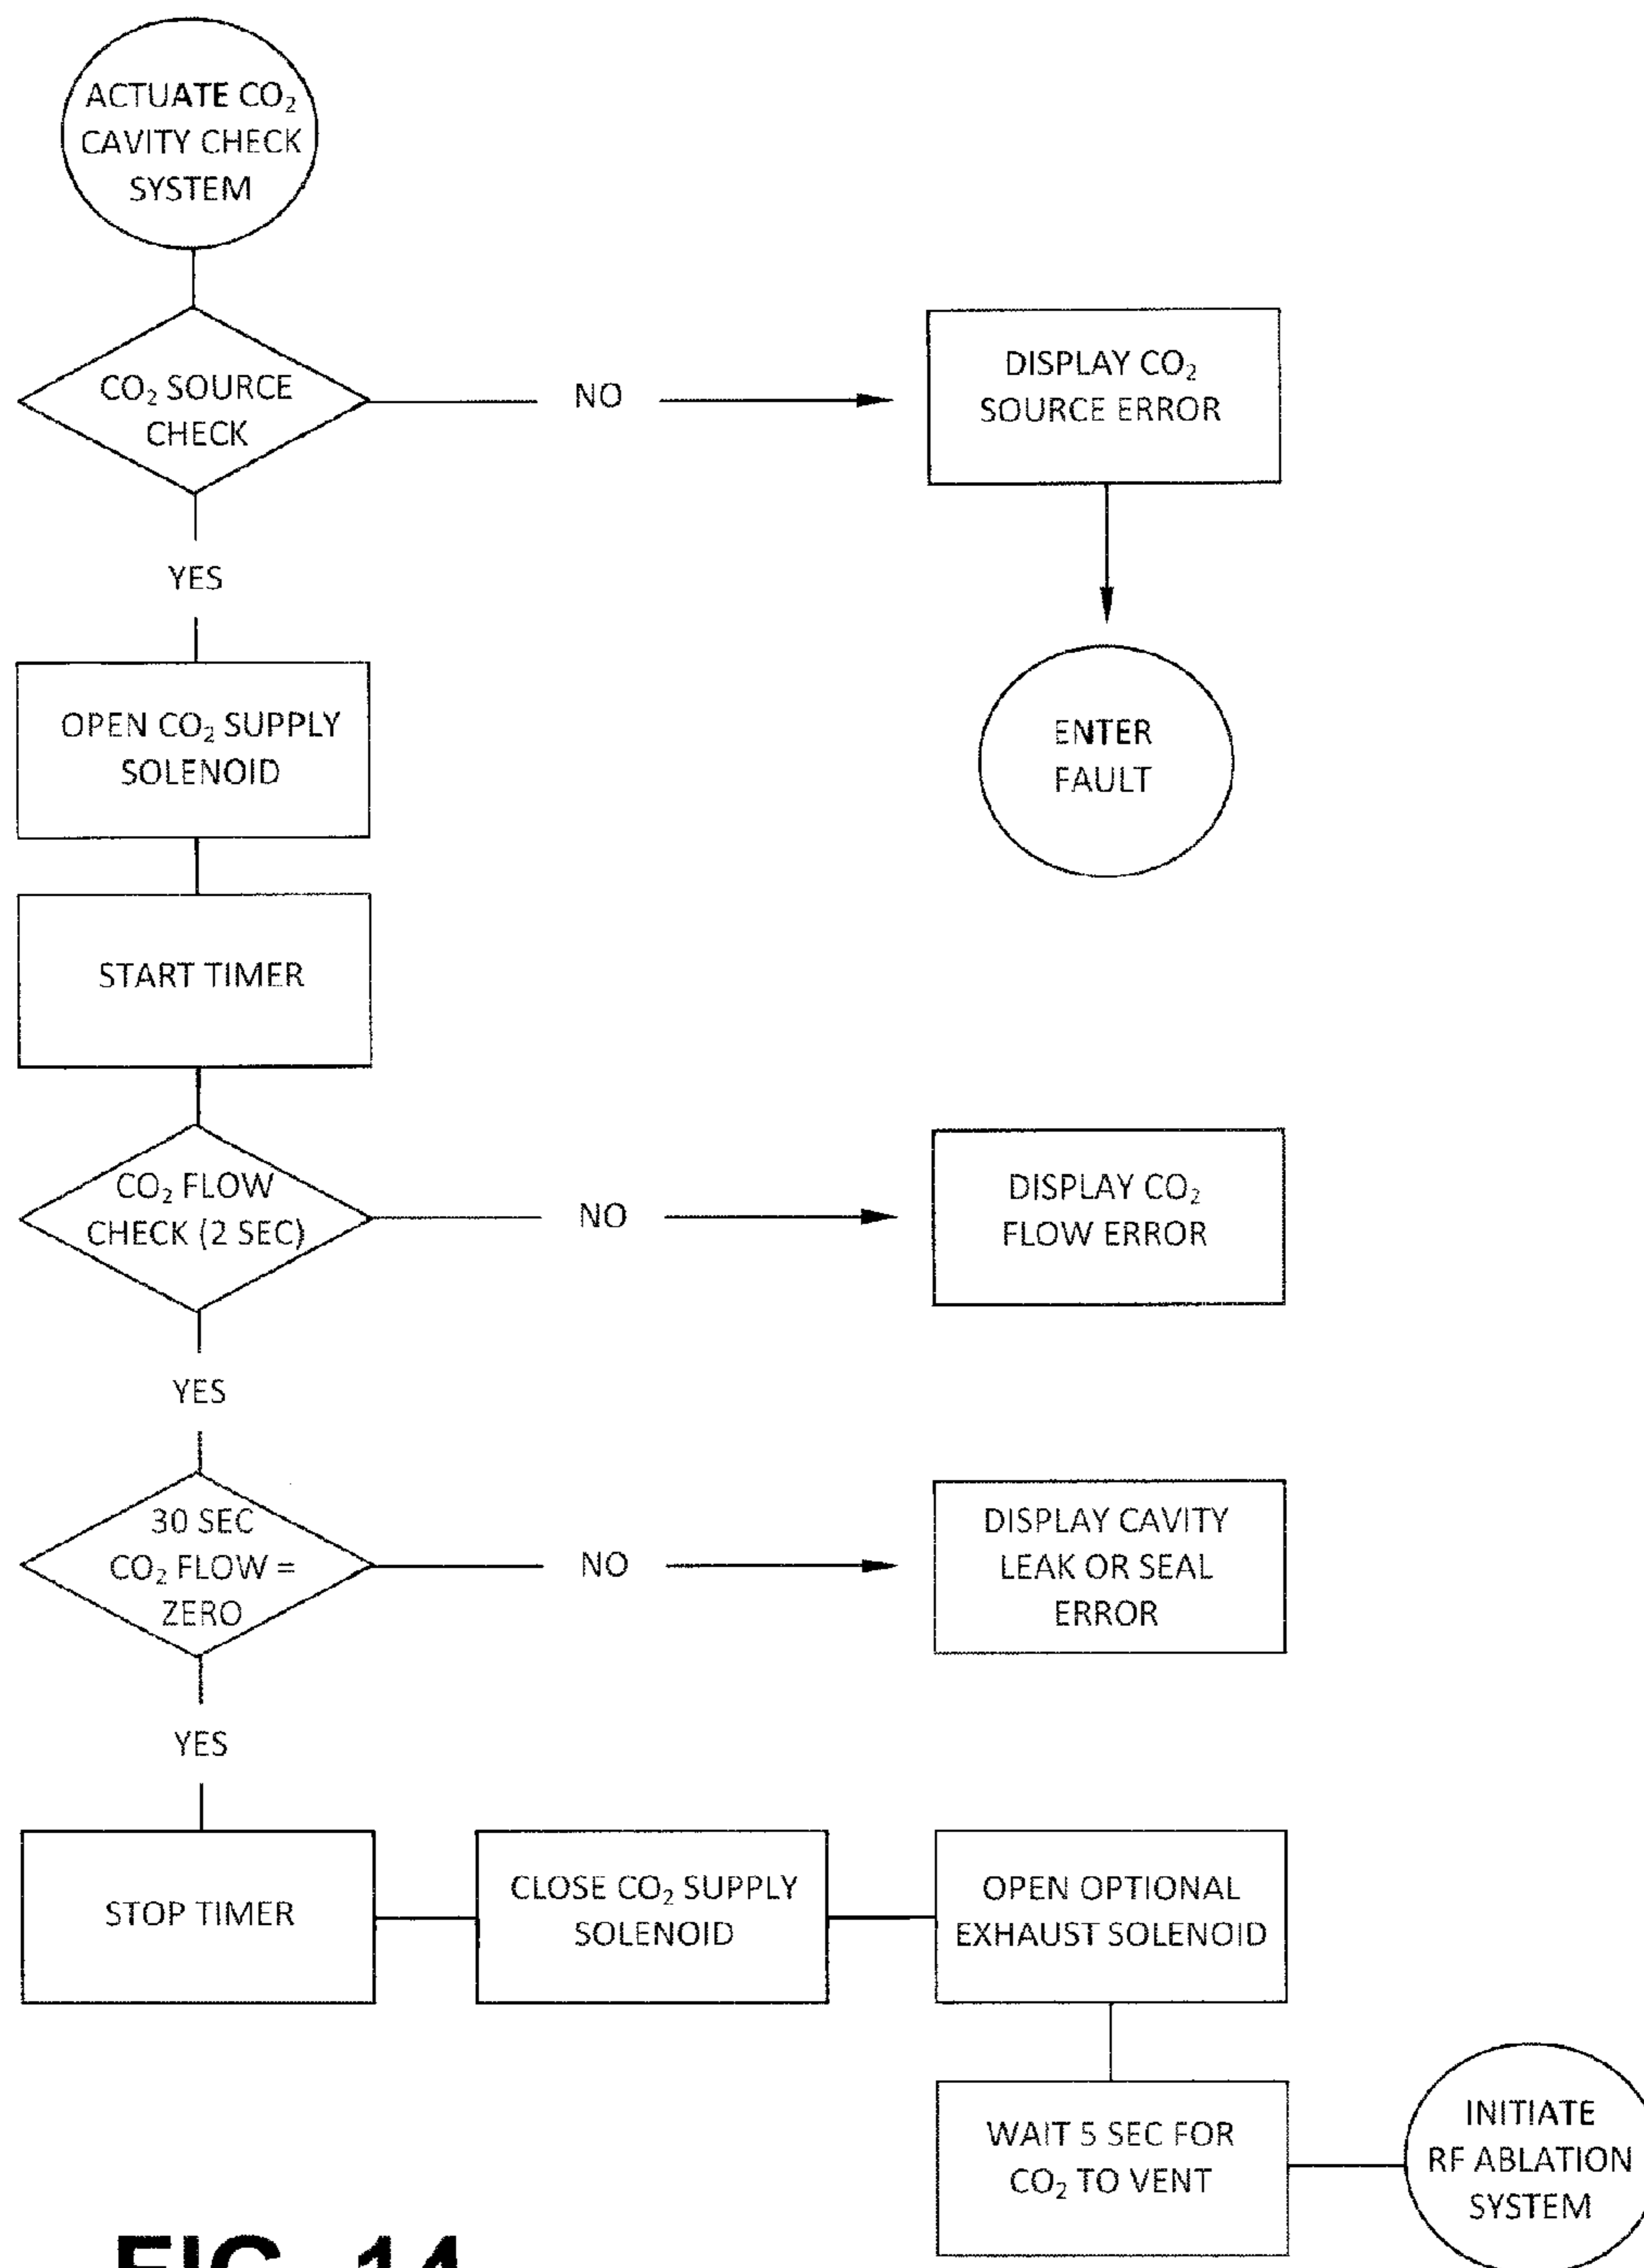 ACTUATE CO₂
CAVITY CHECK
SYSTEM
CO₂ SOURCE
CHECK
NO
DISPLAY CO₂
SOURCE ERROR
YES
ENTER
FAULT
OPEN CO₂ SUPPLY
SOLENOID
START TIMER
CO₂ FLOW
CHECK (2 SEC)
NO
DISPLAY CO₂
FLOW ERROR
YES
30 SEC
CO₂ FLOW =
ZERO
NO
DISPLAY CAVITY
LEAK OR SEAL
ERROR
YES
STOP TIMER
CLOSE CO₂ SUPPLY
SOLENOID
OPEN OPTIONAL
EXHAUST SOLENOID
WAIT 5 SEC FOR
CO₂ TO VENT
INITIATE
RF ABLATION
SYSTEM
FIG. 14